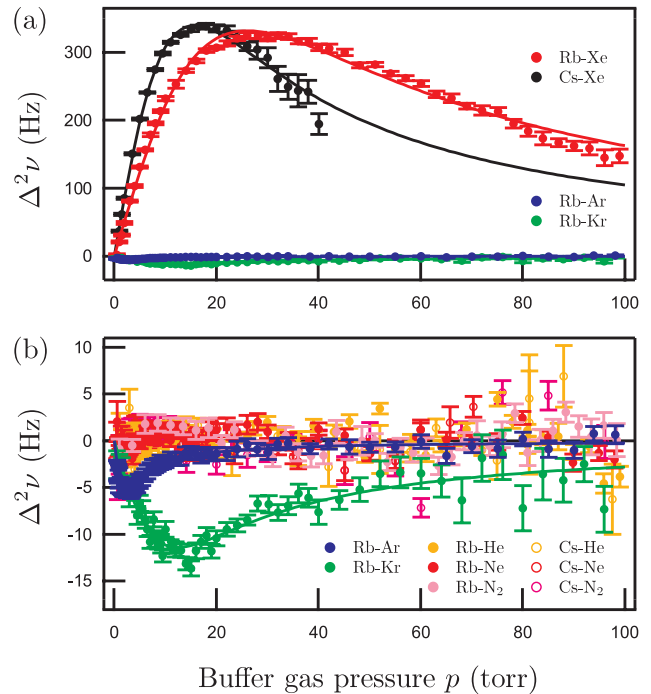 (a)
Δ²ν (Hz)
300
200
100
0
Rb-Xe
Cs-Xe
Rb-Ar
Rb-Kr
0 20 40 60 80 100
(b)
Δ²ν (Hz)
10
5
0
-5
-10
-15
Rb-Ar Rb-He Cs-He
Rb-Kr Rb-Ne Cs-Ne
Rb-N₂ Cs-N₂
0 20 40 60 80 100
Buffer gas pressure p (torr)